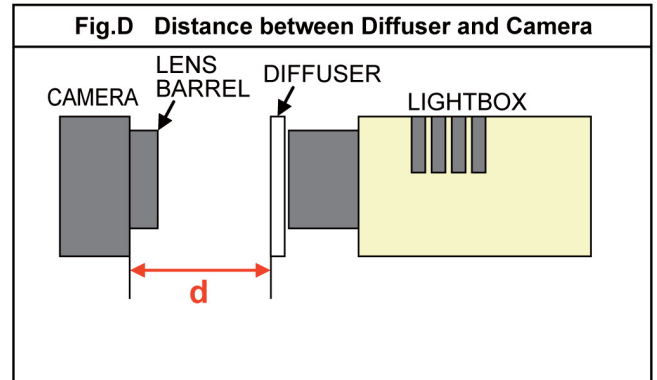 Fig.D Distance between Diffuser and Camera
LENS
BARREL
DIFFUSER
CAMERA
LIGHTBOX
d